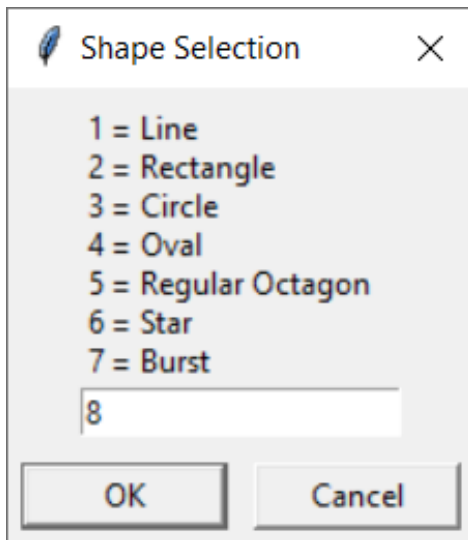 Shape Selection
1 = Line
2 = Rectangle
3 = Circle
4 = Oval
5 = Regular Octagon
6 = Star
7 = Burst
8
OK Cancel